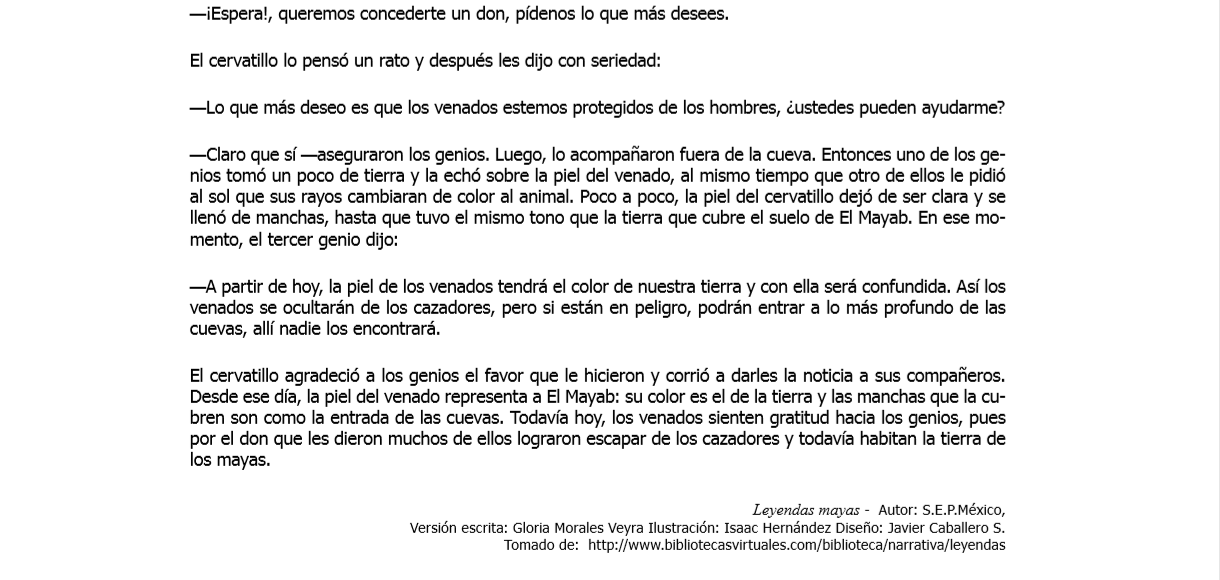 —¡Espera!, queremos concederte un don, pídenos lo que más desees.
El cervatillo lo pensó un rato y después les dijo con seriedad:
—Lo que más deseo es que los venados estemos protegidos de los hombres, ¿ustedes pueden ayudarme?
—Claro que sí —aseguraron los genios. Luego, lo acompañaron fuera de la cueva. Entonces uno de los ge-
nios tomó un poco de tierra y la echó sobre la piel del venado, al mismo tiempo que otro de ellos le pidió
al sol que sus rayos cambiaran de color al animal. Poco a poco, la piel del cervatillo dejó de ser clara y se
llenó de manchas, hasta que tuvo el mismo tono que la tierra que cubre el suelo de El Mayab. En ese mo-
mento, el tercer genio dijo:
—A partir de hoy, la piel de los venados tendrá el color de nuestra tierra y con ella será confundida. Así los
venados se ocultarán de los cazadores, pero si están en peligro, podrán entrar a lo más profundo de las
cuevas, allí nadie los encontrará.
El cervatillo agradeció a los genios el favor que le hicieron y corrió a darles la noticia a sus compañeros.
Desde ese día, la piel del venado representa a El Mayab: su color es el de la tierra y las manchas que la cu-
bren son como la entrada de las cuevas. Todavía hoy, los venados sienten gratitud hacia los genios, pues
por el don que les dieron muchos de ellos lograron escapar de los cazadores y todavía habitan la tierra de
los mayas.
Leyendas mayas - Autor: S.E.P.México,
Versión escrita: Gloria Morales Veyra Ilustración: Isaac Hernández Diseño: Javier Caballero S.
Tomado de: http://www.bibliotecasvirtuales.com/biblioteca/narrativa/leyendas